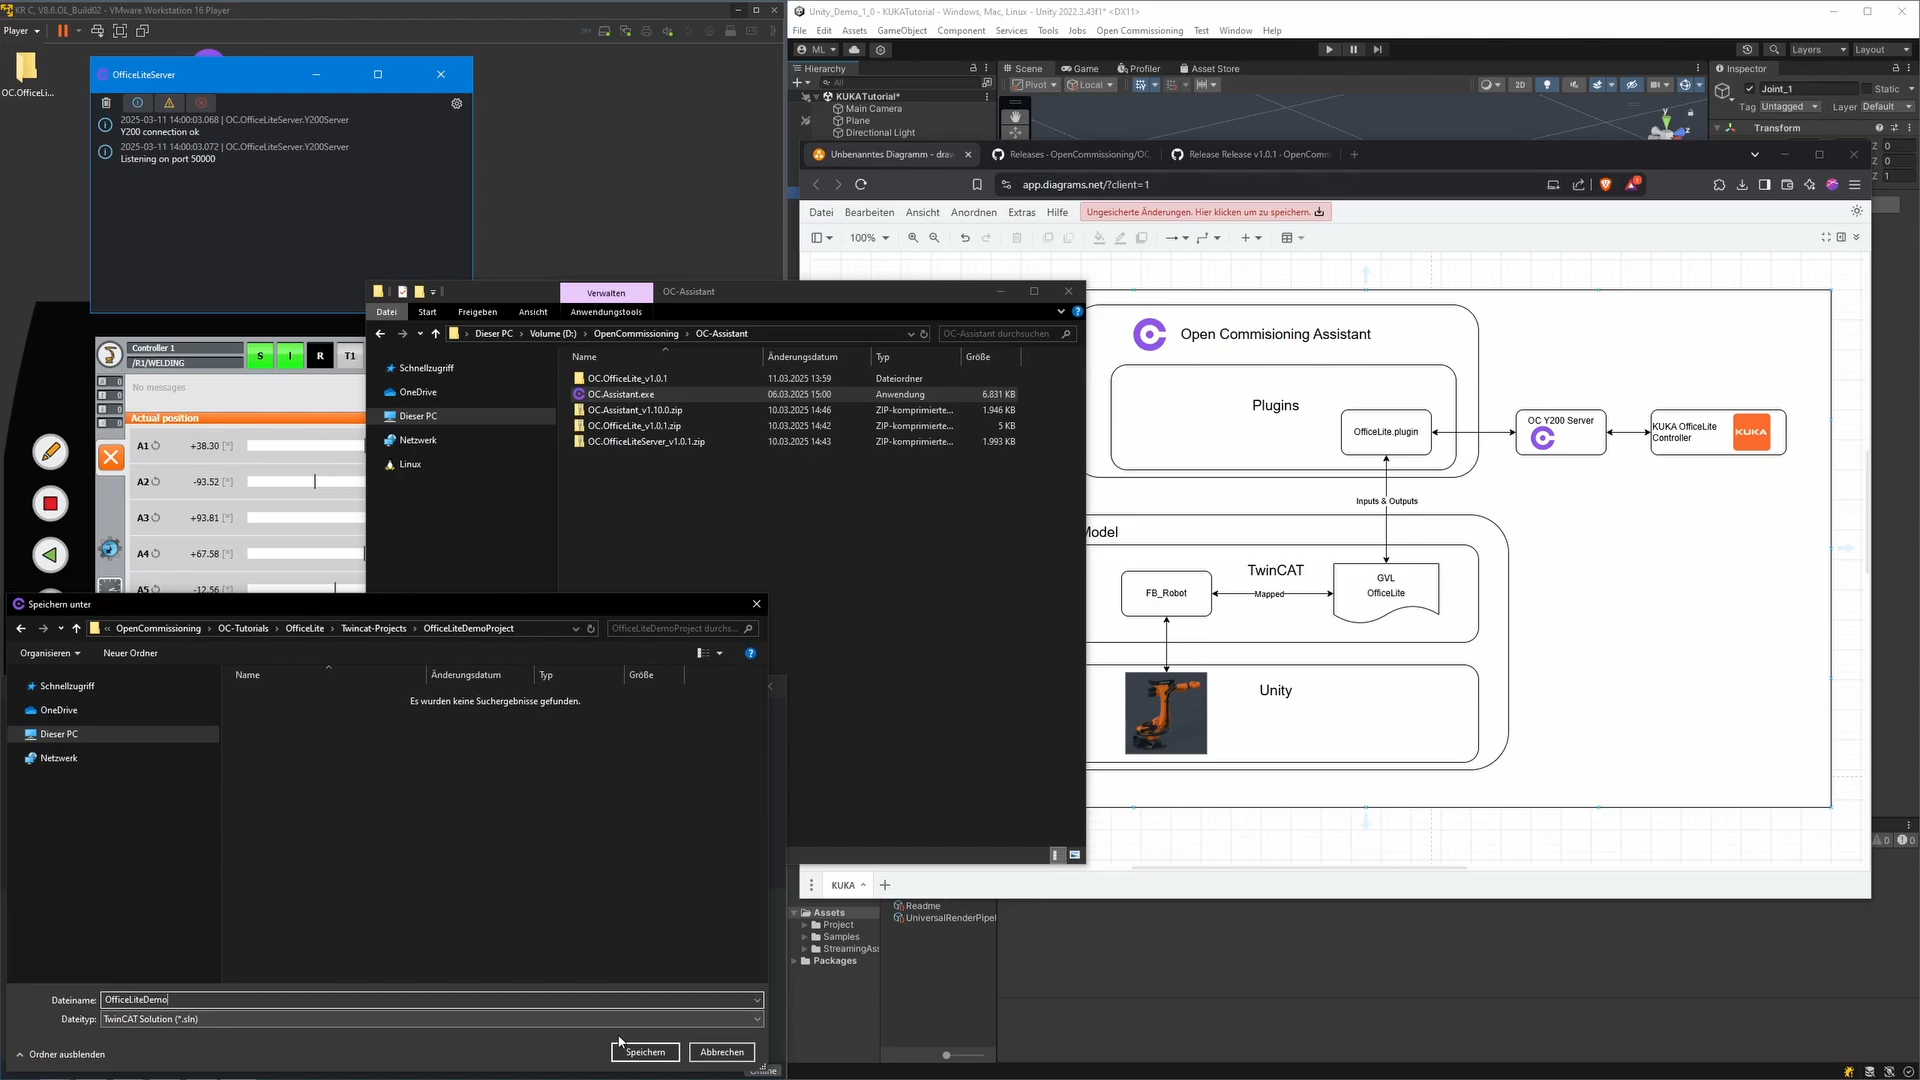 KR C, V8.6.OL_Build02 - VMware Workstation 16 Player
Player
OC.OfficeLi...
OfficeLiteServer
2025-03-11 14:00:03.068 | OC.OfficeLiteServer.Y200Server
Y200 connection ok
2025-03-11 14:00:03.072 | OC.OfficeLiteServer.Y200Server
Listening on port 50000
Controller 1
/R1/WELDING
S
I
R
T1
No messages
Actual position
A1 +38.30 [°]
A2 -93.52 [°]
A3 +93.81 [°]
A4 +67.58 [°]
A5 -12.56 [°]
Verwalten
OC-Assistant
Datei Start Freigeben Ansicht Anwendungstools
Dieser PC > Volume (D:) > OpenCommissioning > OC-Assistant
OC-Assistant durchsuchen
Name Änderungsdatum Typ Größe
Schnellzugriff
OneDrive
Dieser PC
Netzwerk
Linux
OC.OfficeLite_v1.0.1 11.03.2025 13:59 Dateiordner
OC.Assistant.exe 06.03.2025 15:00 Anwendung 6.831 KB
OC.Assistant_v1.10.0.zip 10.03.2025 14:46 ZIP-komprimierte... 1.946 KB
OC.OfficeLite_v1.0.1.zip 10.03.2025 14:42 ZIP-komprimierte... 5 KB
OC.OfficeLiteServer_v1.0.1.zip 10.03.2025 14:43 ZIP-komprimierte... 1.993 KB
Speichern unter
« OpenCommissioning > OC-Tutorials > OfficeLite > Twincat-Projects > OfficeLiteDemoProject
OfficeLiteDemoProject durchs...
Organisieren Neuer Ordner
Name Änderungsdatum Typ Größe
Schnellzugriff
OneDrive
Dieser PC
Netzwerk
Es wurden keine Suchergebnisse gefunden.
Dateiname: OfficeLiteDemo
Dateityp: TwinCAT Solution (*.sln)
Ordner ausblenden
Speichern
Abbrechen
Offline
Unity_Demo_1_0 - KUKATutorial - Windows, Mac, Linux - Unity 2022.3.43f1* <DX11>
File Edit Assets GameObject Component Services Tools Jobs Open Commissioning Test Window Help
ML
Layers
Layout
Hierarchy
All
KUKATutorial*
Main Camera
Plane
Directional Light
Scene Game Profiler Asset Store
Pivot Local
2D
y
z
Inspector
Joint_1 Static
Tag Untagged Layer Default
Transform
Z 0
Z 0
Z 1
Unbenanntes Diagramm - draw
Releases · OpenCommissioning/OC
Release Release v1.0.1 · OpenComm
app.diagrams.net/?client=1
Datei Bearbeiten Ansicht Anordnen Extras Hilfe
Ungesicherte Änderungen. Hier klicken um zu speichern.
100%
Open Commisioning Assistant
Plugins
OfficeLite.plugin
OC Y200 Server
KUKA OfficeLite
Controller
KUKA
Inputs & Outputs
Model
TwinCAT
FB_Robot
Mapped
GVL
OfficeLite
Unity
KUKA
Assets
Project
Samples
StreamingAss
Packages
Readme
UniversalRenderPipel